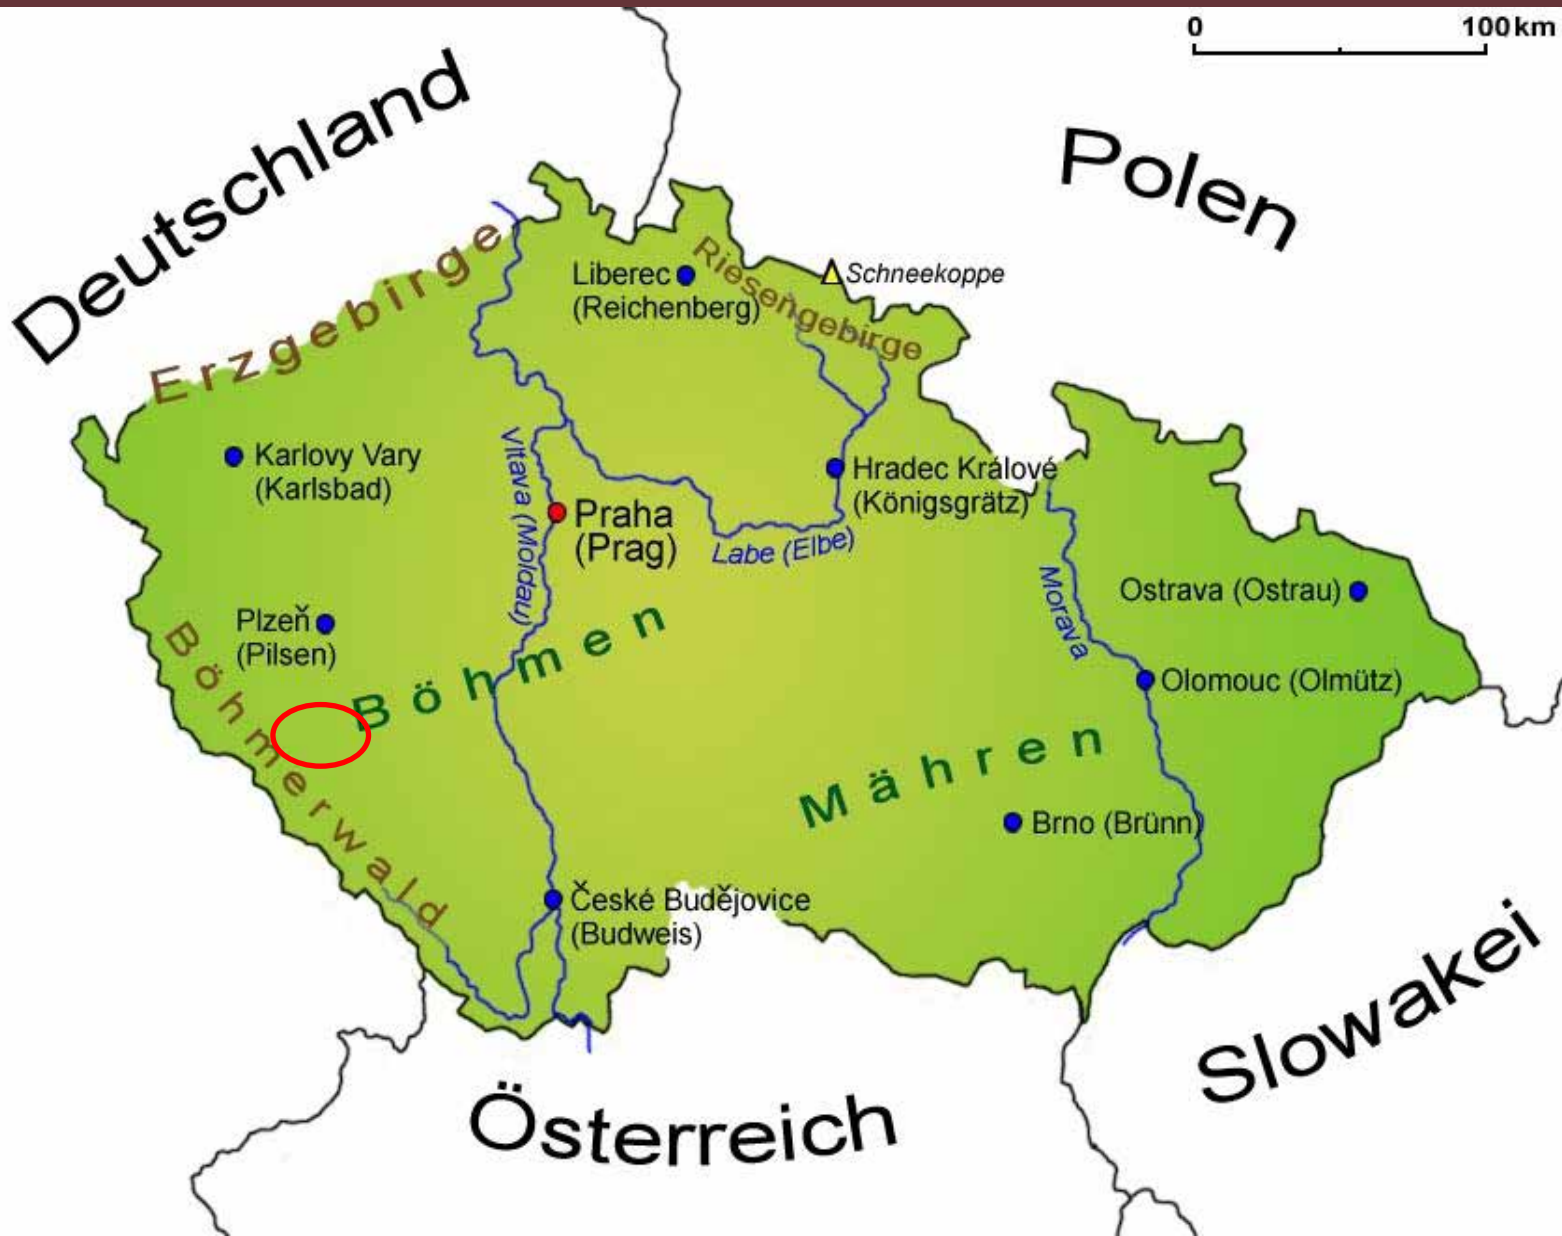 0 100 km
Deutschland
Polen
Erzgebirge
Riesengebirge
Schneekoppe
Liberec
(Reichenberg)
Karlovy Vary
(Karlsbad)
Vltava (Moldau)
Praha
(Prag)
Labe (Elbe)
Hradec Králové
(Königsgrätz)
Morava
Ostrava (Ostrau)
Plzeň
(Pilsen)
Böhmen
Böhmerwald
Olomouc (Olmütz)
Mähren
Brno (Brünn)
České Budějovice
(Budweis)
Slowakei
Österreich